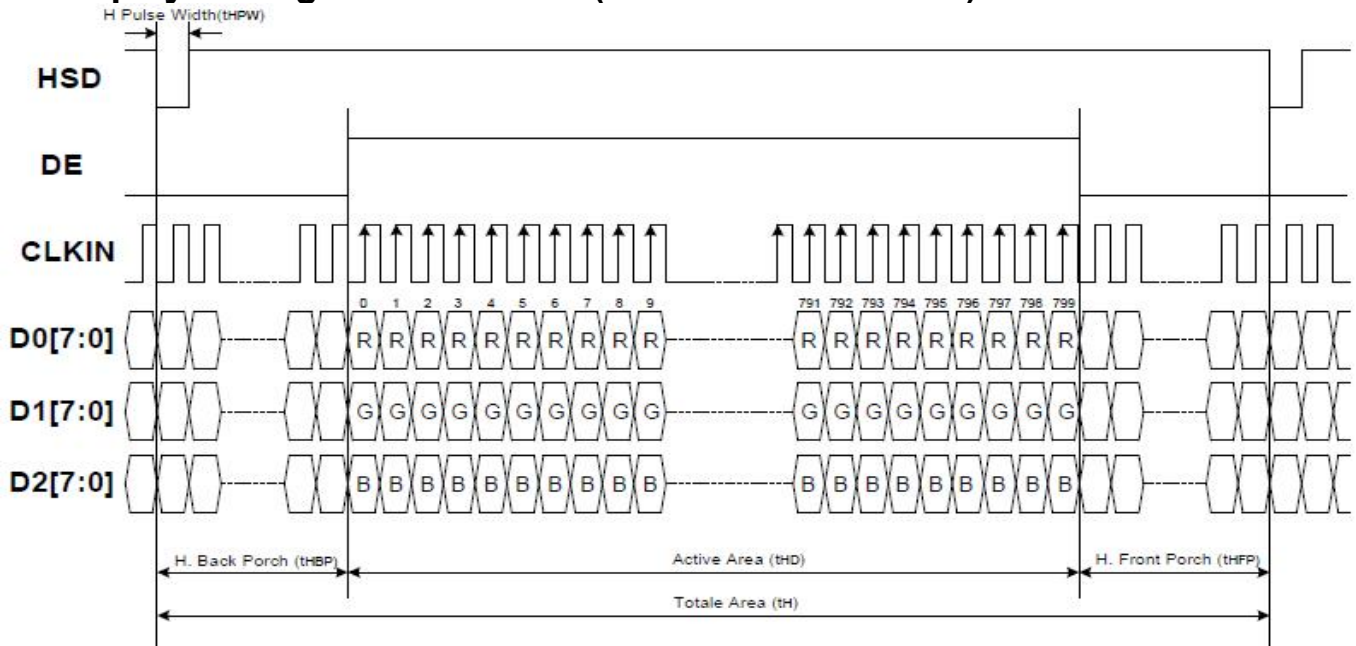 H Pulse Width(tHPW)
HSD
DE
CLKIN
0 1 2 3 4 5 6 7 8 9 791 792 793 794 795 796 797 798 799
D0[7:0] R R R R R R R R R R R R R R R R R R R
D1[7:0] G G G G G G G G G G G G G G G G G G G
D2[7:0] B B B B B B B B B B B B B B B B B B B
H. Back Porch (tHBP) Active Area (tHD) H. Front Porch (tHFP)
Totale Area (tH)